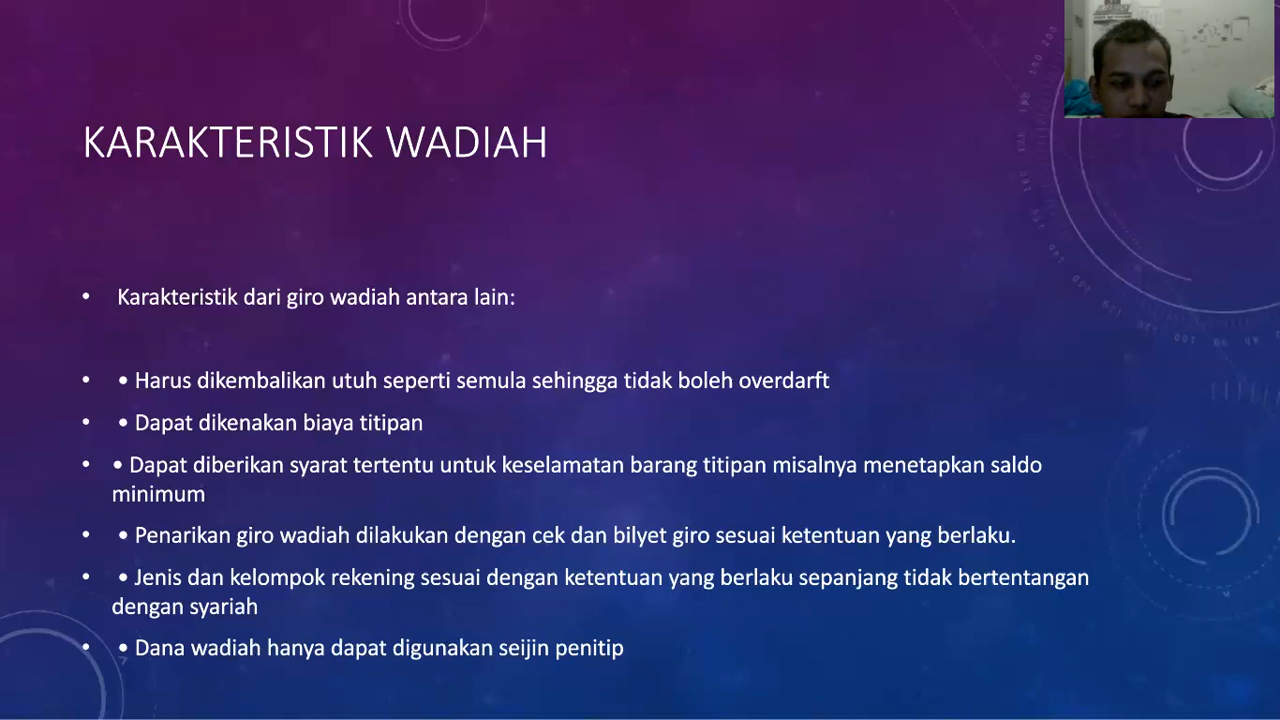 KARAKTERISTIK WADIAH
• Karakteristik dari giro wadiah antara lain:
• • Harus dikembalikan utuh seperti semula sehingga tidak boleh overdarft
• • Dapat dikenakan biaya titipan
• • Dapat diberikan syarat tertentu untuk keselamatan barang titipan misalnya menetapkan saldo
minimum
• • Penarikan giro wadiah dilakukan dengan cek dan bilyet giro sesuai ketentuan yang berlaku.
• • Jenis dan kelompok rekening sesuai dengan ketentuan yang berlaku sepanjang tidak bertentangan
dengan syariah
• • Dana wadiah hanya dapat digunakan seijin penitip